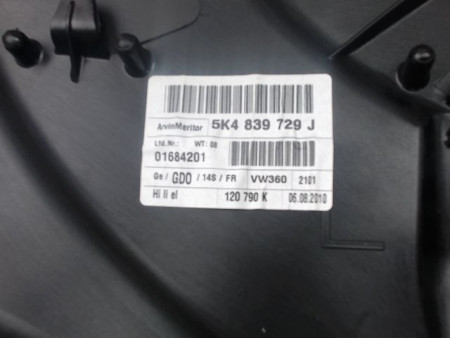 ArvinMeritor 5K4 839 729 J
Lfd.Nr.: WT: 08
01684201
Ge / GDO / 14S / FR VW360 2101
Hi li el 120 790 K 06.08.2010